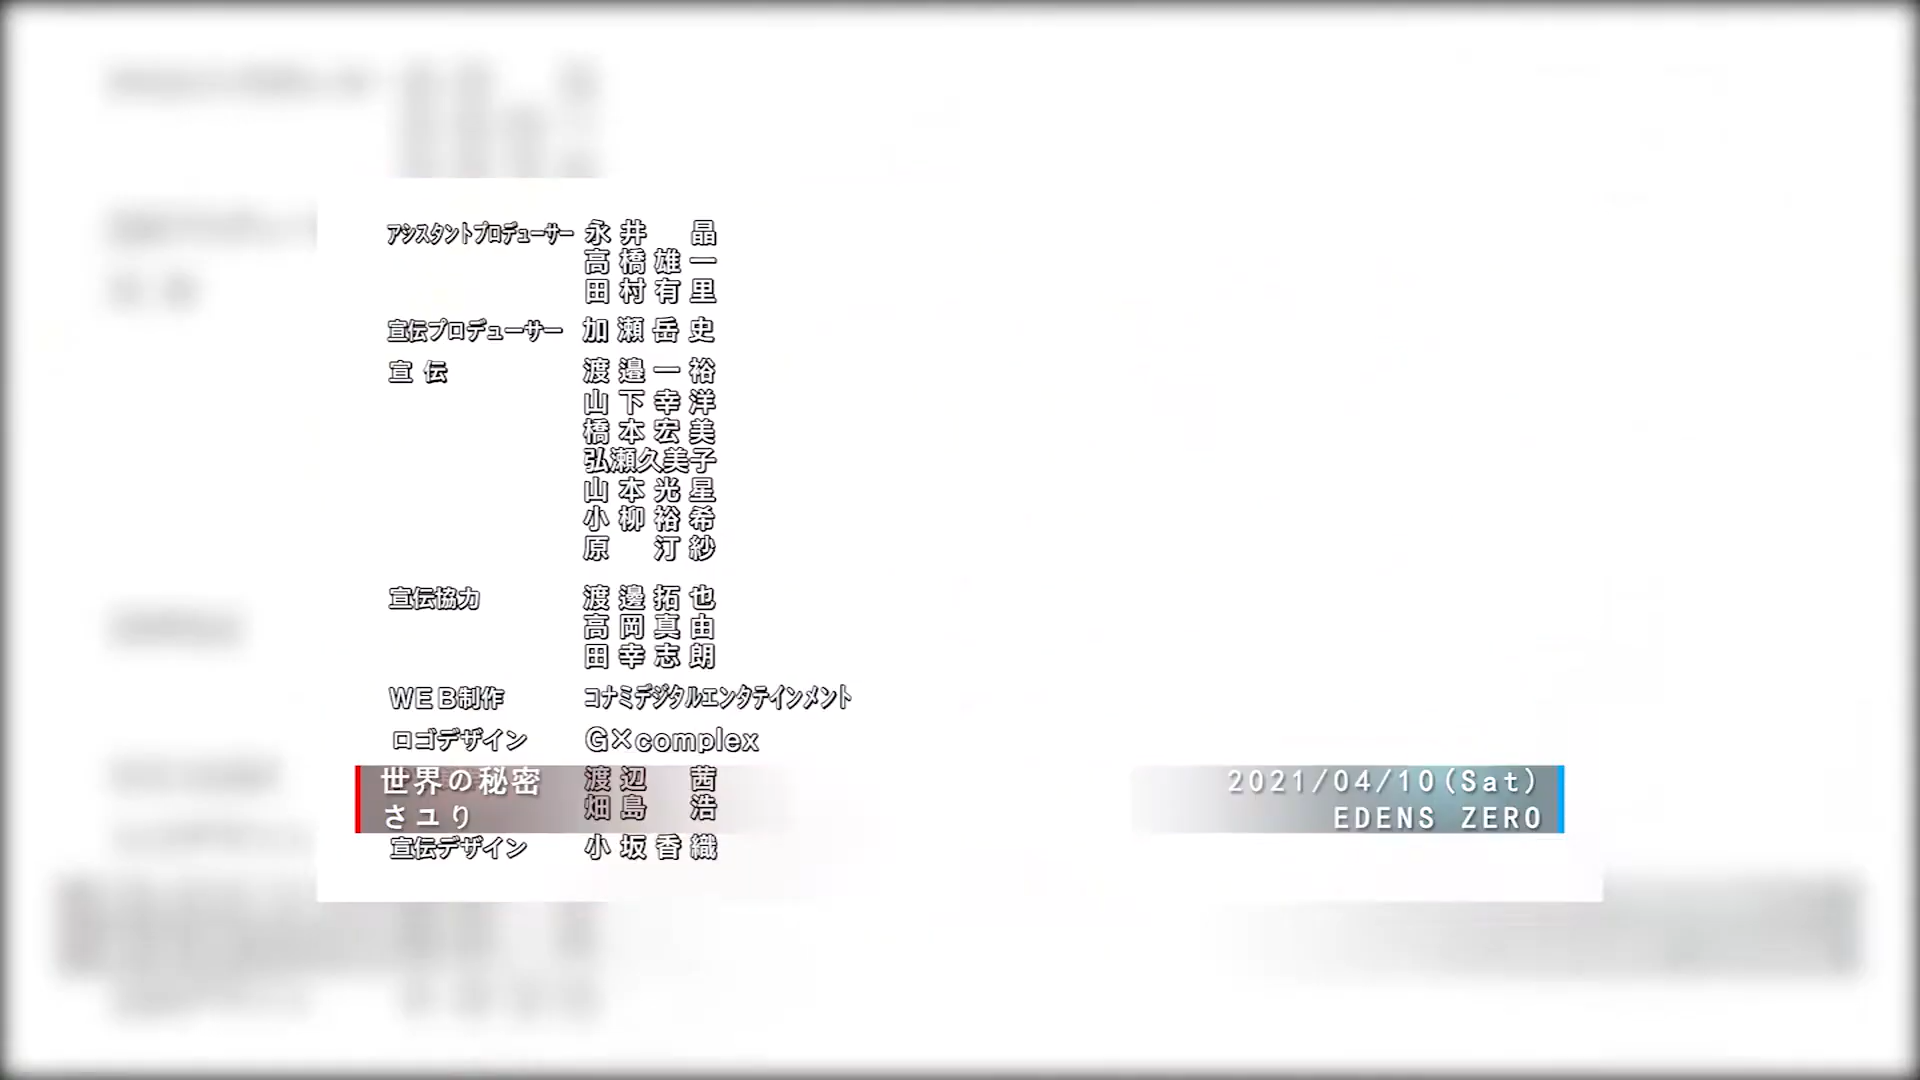 アシスタントプロデューサー 永井 晶
高橋雄一
田村有里
宣伝プロデューサー 加瀬岳史
宣伝 渡邉一裕
山下幸洋
橋本宏美
弘瀬久美子
山本光星
小柳裕希
原 汀紗
宣伝協力 渡邊拓也
高岡真由
田幸志朗
WEB制作 コナミデジタルエンタテインメント
ロゴデザイン G×complex
世界の秘密 渡辺 茜
さユり 畑島 浩
2021/04/10(Sat)
EDENS ZERO
宣伝デザイン 小坂香織